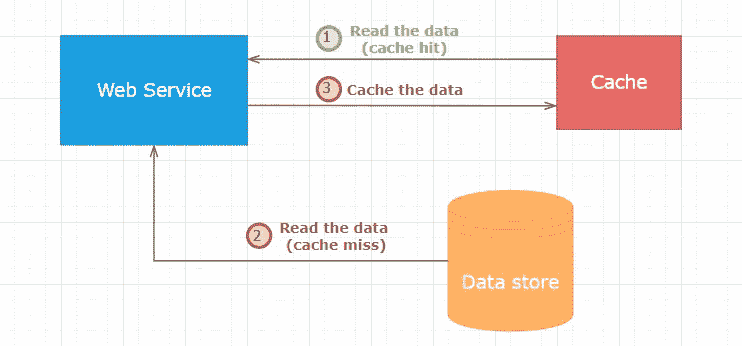 1 Read the data
(cache hit)
Web Service
3 Cache the data
Cache
2 Read the data
(cache miss)
Data store